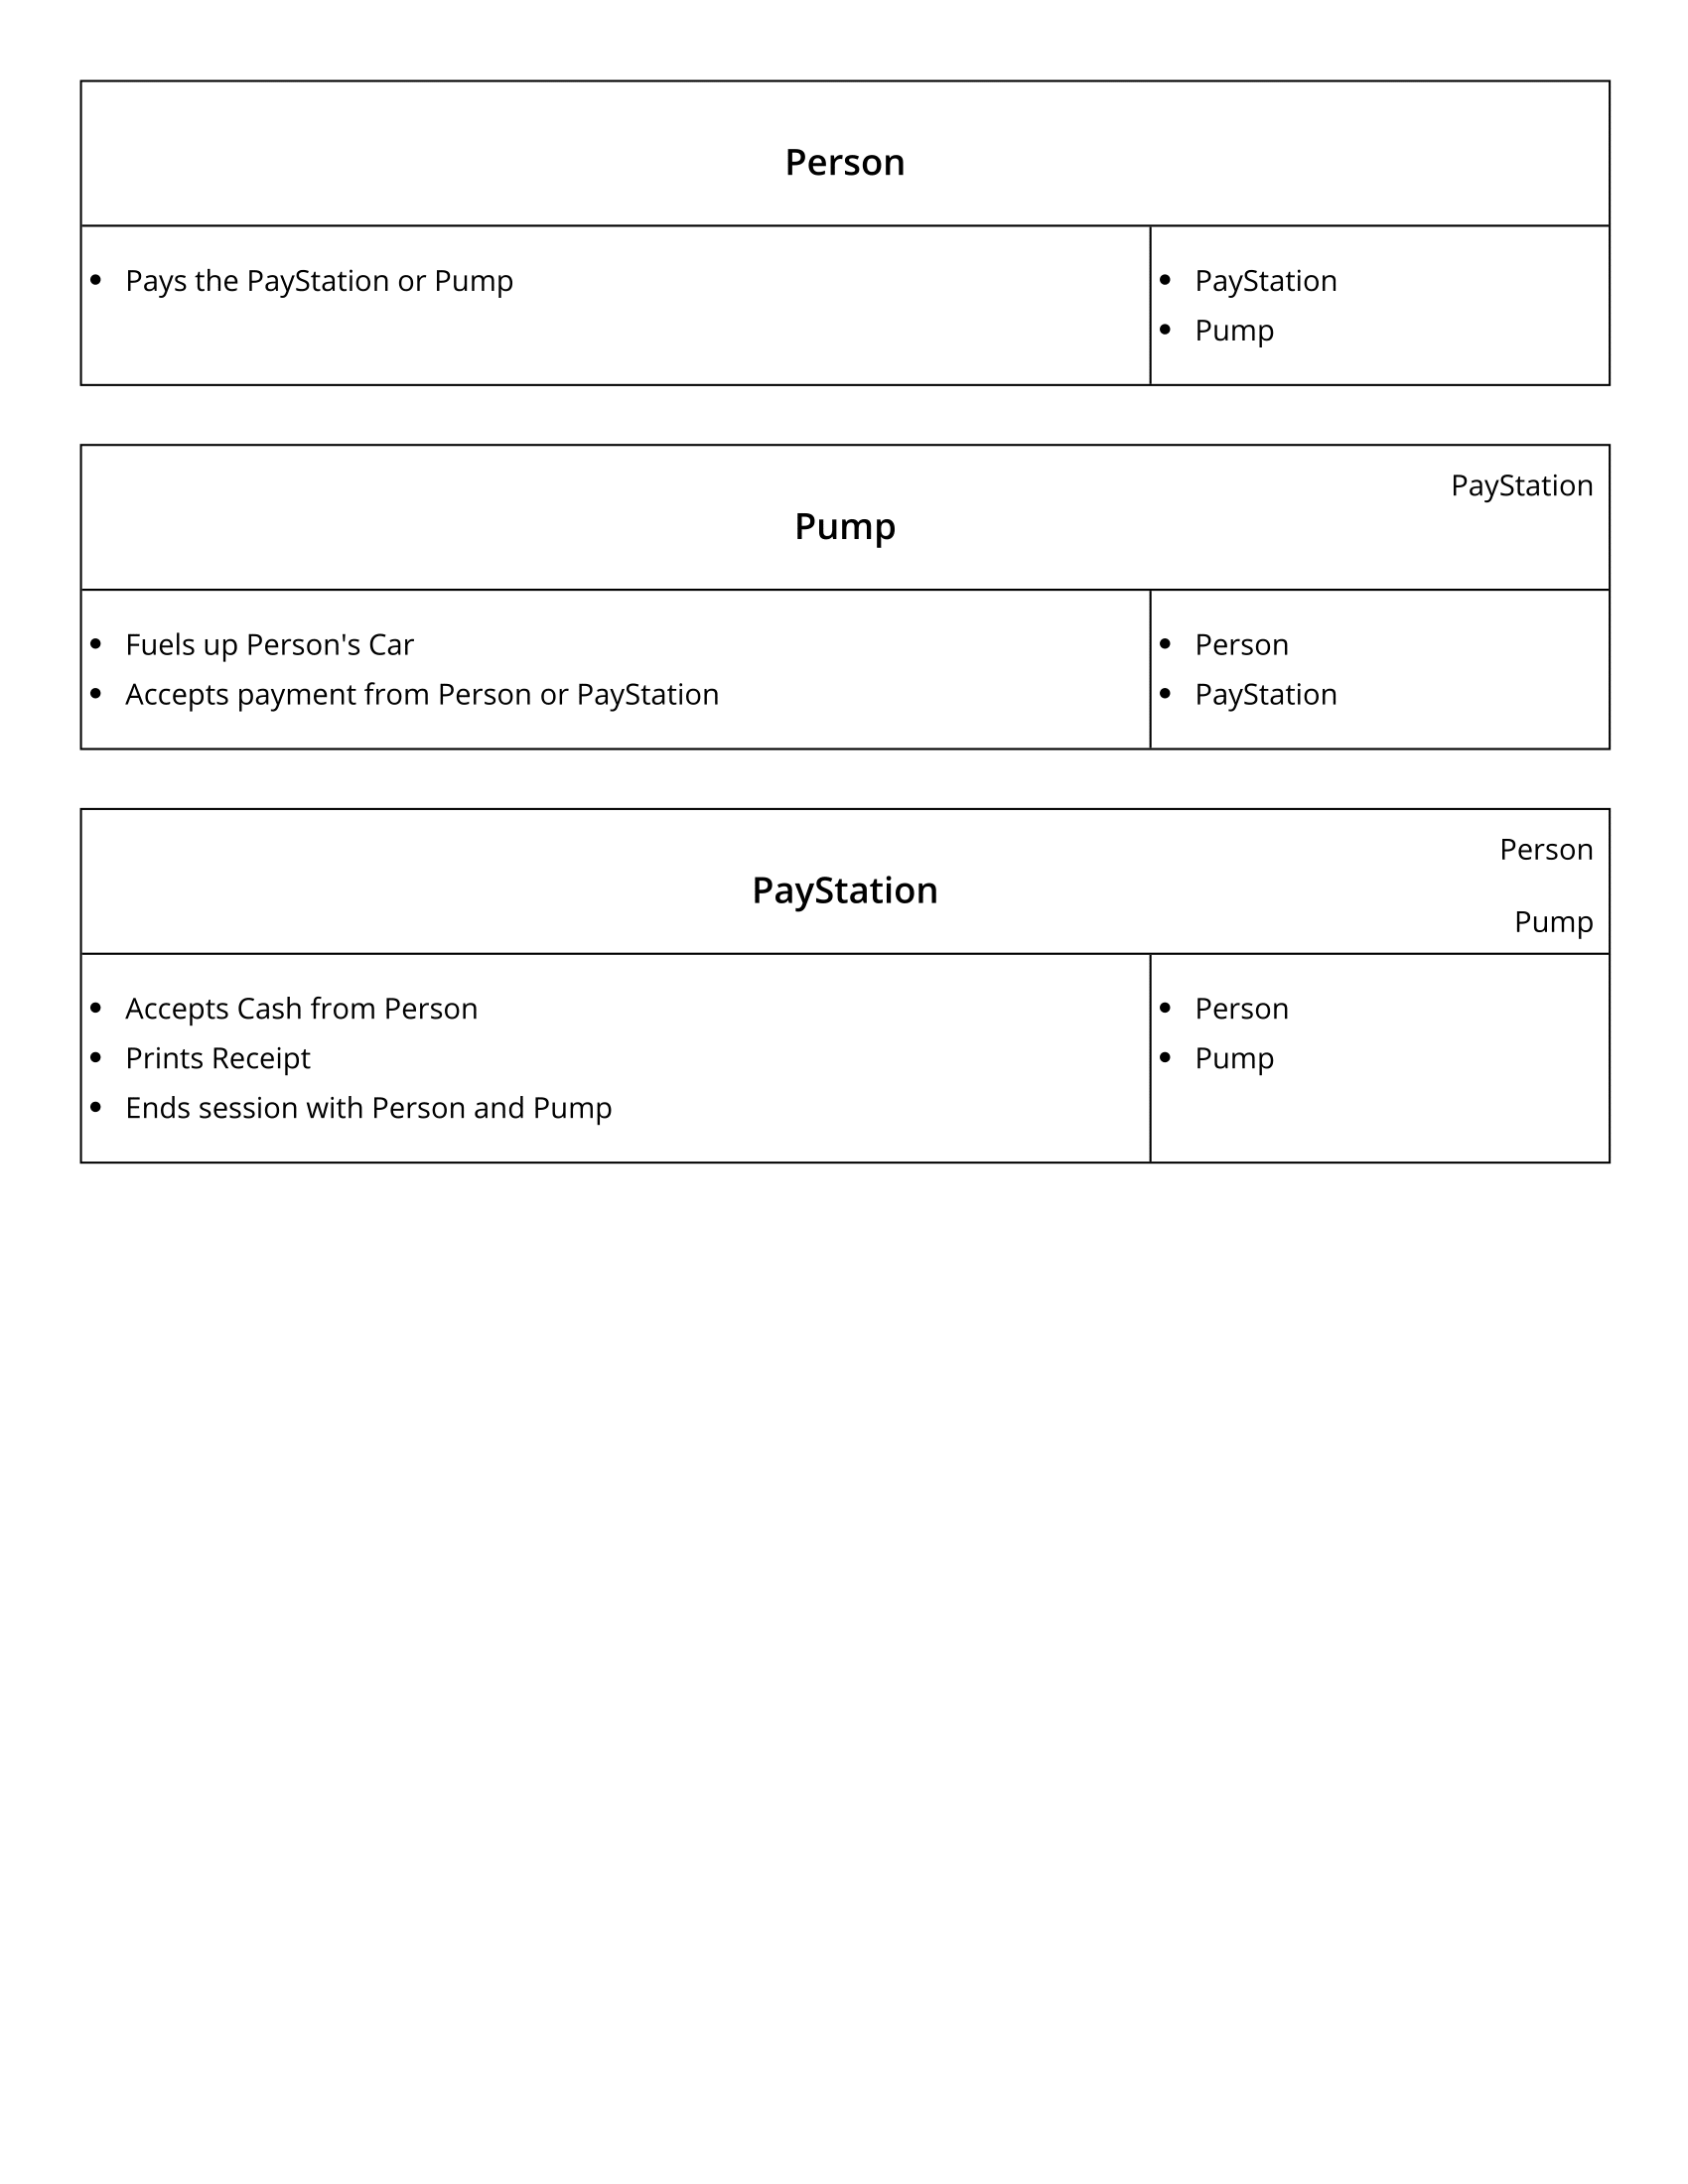 Person
• Pays the PayStation or Pump
• PayStation
• Pump
PayStation
Pump
• Fuels up Person's Car
• Accepts payment from Person or PayStation
• Person
• PayStation
Person
PayStation
Pump
• Accepts Cash from Person
• Prints Receipt
• Ends session with Person and Pump
• Person
• Pump